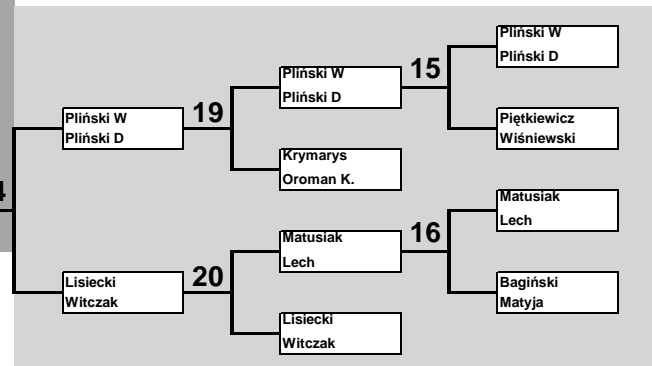 Pliński W
Pliński D
15
Pliński W
Pliński D
19
Pliński W
Pliński D
Piętkiewicz
Wiśniewski
Krymarys
Oroman K.
4
Matusiak
Lech
16
Matusiak
Lech
20
Lisiecki
Witczak
Bagiński
Matyja
Lisiecki
Witczak